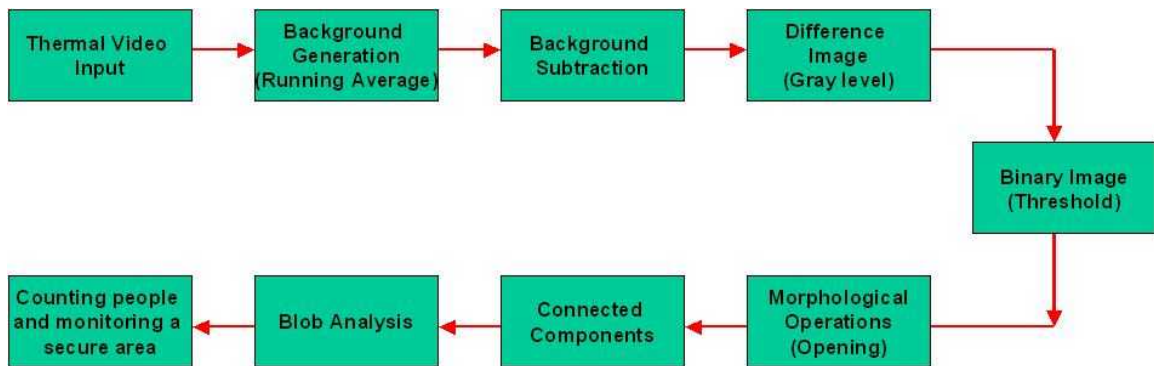 Thermal Video
Input
Background
Generation
(Running Average)
Background
Subtraction
Difference
Image
(Gray level)
Binary Image
(Threshold)
Morphological
Operations
(Opening)
Connected
Components
Blob Analysis
Counting people
and monitoring a
secure area